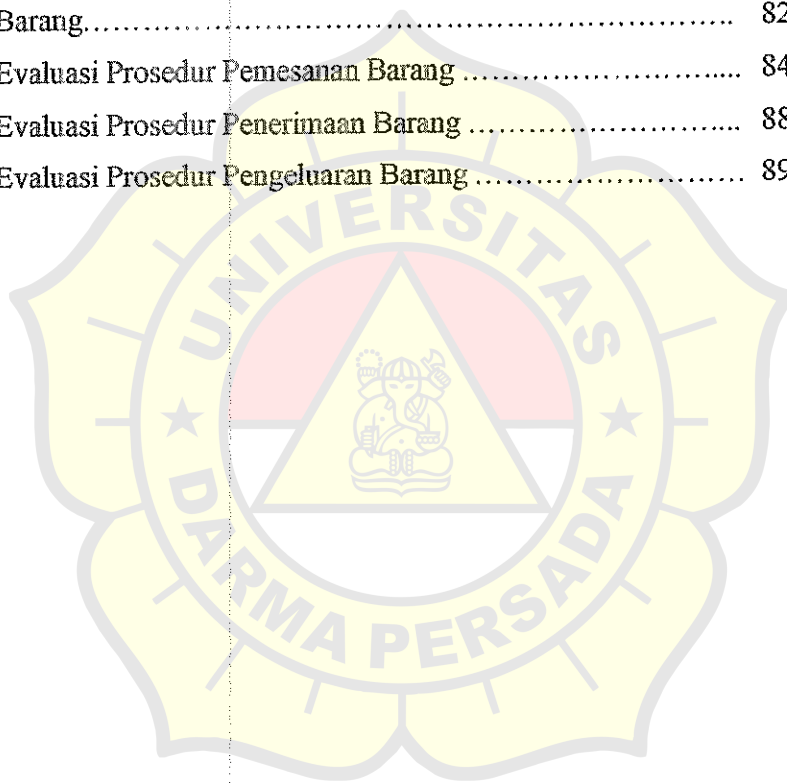 Barang………………………………………………………… 82
Evaluasi Prosedur Pemesanan Barang …………………….... 84
Evaluasi Prosedur Penerimaan Barang …………………….... 88
Evaluasi Prosedur Pengeluaran Barang ……………………… 89
UNIVERSITAS
DARMA PERSADA